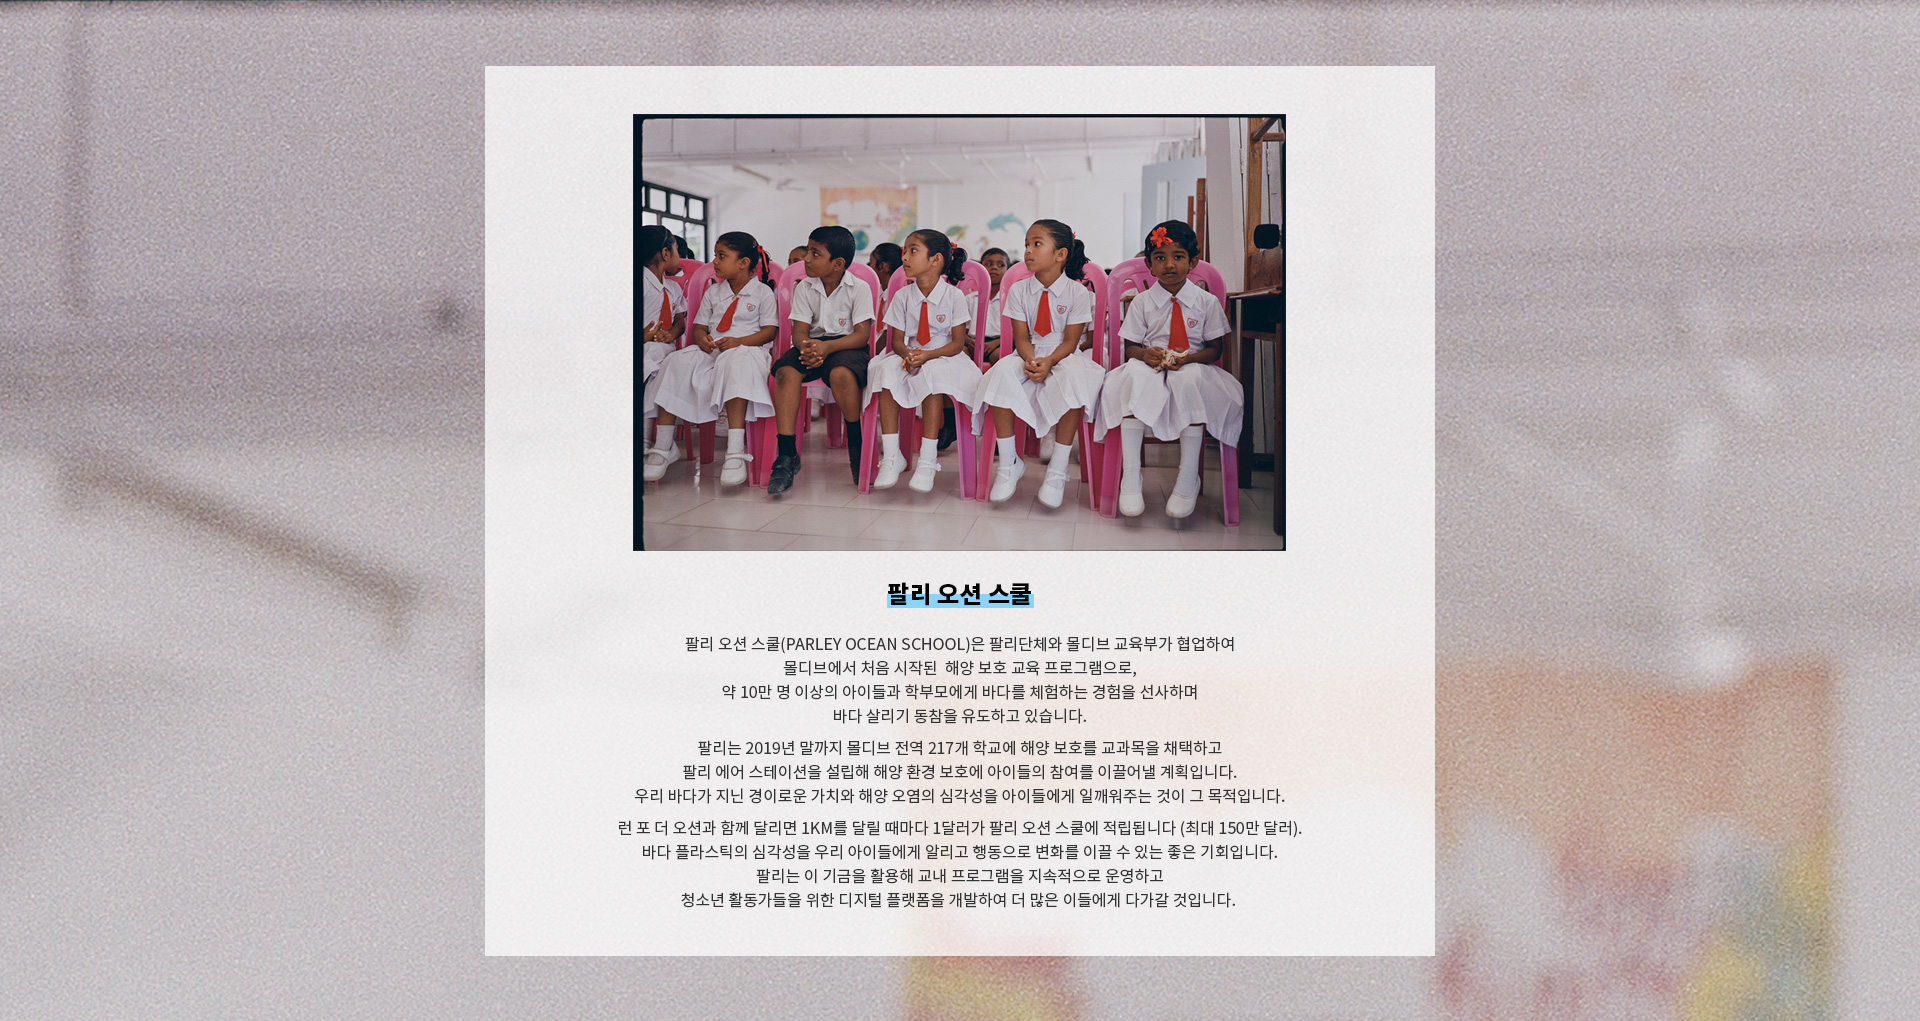 팔리 오션 스쿨
팔리 오션 스쿨(PARLEY OCEAN SCHOOL)은 팔리단체와 몰디브 교육부가 협업하여
몰디브에서 처음 시작된  해양 보호 교육 프로그램으로,
약 10만 명 이상의 아이들과 학부모에게 바다를 체험하는 경험을 선사하며
바다 살리기 동참을 유도하고 있습니다.
팔리는 2019년 말까지 몰디브 전역 217개 학교에 해양 보호를 교과목을 채택하고
팔리 에어 스테이션을 설립해 해양 환경 보호에 아이들의 참여를 이끌어낼 계획입니다.
우리 바다가 지닌 경이로운 가치와 해양 오염의 심각성을 아이들에게 일깨워주는 것이 그 목적입니다.
런 포 더 오션과 함께 달리면 1KM를 달릴 때마다 1달러가 팔리 오션 스쿨에 적립됩니다 (최대 150만 달러).
바다 플라스틱의 심각성을 우리 아이들에게 알리고 행동으로 변화를 이끌 수 있는 좋은 기회입니다.
팔리는 이 기금을 활용해 교내 프로그램을 지속적으로 운영하고
청소년 활동가들을 위한 디지털 플랫폼을 개발하여 더 많은 이들에게 다가갈 것입니다.